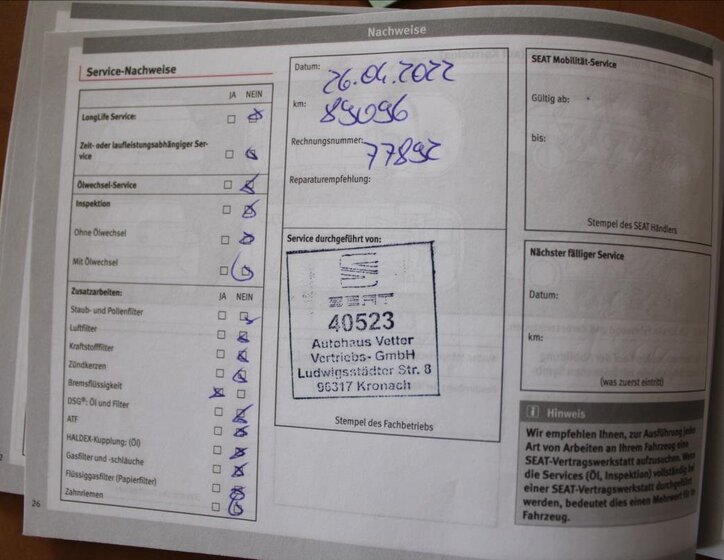 Nachweise
Service-Nachweise
JA NEIN
LongLife Service:
Zeit- oder laufleistungsabhängiger Ser-
vice
Ölwechsel-Service
Inspektion
Ohne Ölwechsel
Mit Ölwechsel
Zusatzarbeiten: JA NEIN
Staub- und Pollenfilter
Luftfilter
Kraftstofffilter
Zündkerzen
Bremsflüssigkeit
DSG®: Öl und Filter
ATF
HALDEX-Kupplung: (Öl)
Gasfilter und -schläuche
Flüssiggasfilter (Papierfilter)
Zahnriemen
26
Datum: 26.04.2022
km: 89096
Rechnungsnummer: 77892
Reparaturempfehlung:
Service durchgeführt von:
40523
Autohaus Vetter
Vertriebs- GmbH
Ludwigsstädter Str. 8
96317 Kronach
Stempel des Fachbetriebs
SEAT Mobilität-Service
Gültig ab:
bis:
Stempel des SEAT Händlers
Nächster fälliger Service
Datum:
km:
(was zuerst eintritt)
i Hinweis
Wir empfehlen Ihnen, zur Ausführung jeder
Art von Arbeiten an Ihrem Fahrzeug eine
SEAT-Vertragswerkstatt aufzusuchen. Wenn
die Services (Öl, Inspektion) vollständig bei
einer SEAT-Vertragswerkstatt durchgeführt
werden, bedeutet dies einen Mehrwert für Ihr
Fahrzeug.